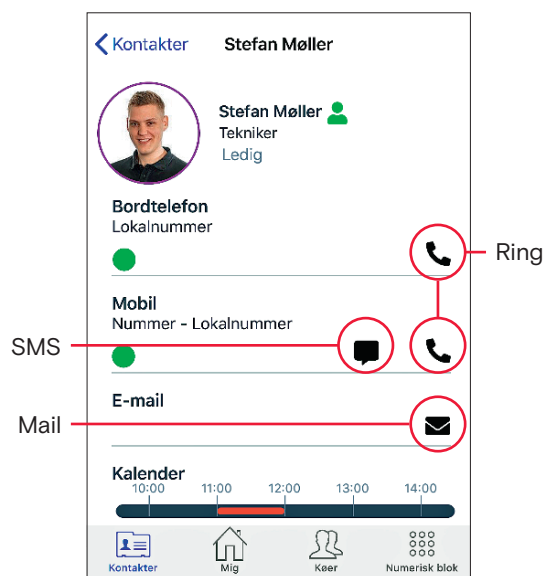 Kontakter Stefan Møller
Stefan Møller
Tekniker
Ledig
Bordtelefon
Lokalnummer
Ring
Mobil
Nummer - Lokalnummer
SMS
E-mail
Mail
Kalender
10:00 11:00 12:00 13:00 14:00
Kontakter Mig Køer Numerisk blok